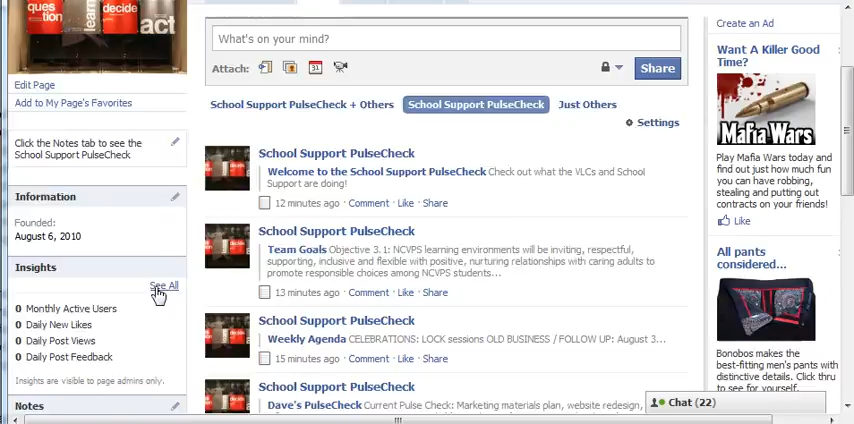 ques
tion
learn
decide
act
Edit Page
Add to My Page's Favorites
Click the Notes tab to see the
School Support PulseCheck
Information
Founded:
August 6, 2010
Insights
See All
0 Monthly Active Users
0 Daily New Likes
0 Daily Post Views
0 Daily Post Feedback
Insights are visible to page admins only.
Notes
What's on your mind?
Attach:
31
Share
School Support PulseCheck + Others
School Support PulseCheck
Just Others
Settings
School Support PulseCheck
Welcome to the School Support PulseCheck Check out what the VLCs and School
Support are doing!
12 minutes ago · Comment · Like · Share
School Support PulseCheck
Team Goals Objective 3.1: NCVPS learning environments will be inviting, respectful,
supporting, inclusive and flexible with positive, nurturing relationships with caring adults to
promote responsible choices among NCVPS students...
13 minutes ago · Comment · Like · Share
School Support PulseCheck
Weekly Agenda CELEBRATIONS: LOCK sessions OLD BUSINESS / FOLLOW UP: August 3...
15 minutes ago · Comment · Like · Share
School Support PulseCheck
Dave's PulseCheck Current Pulse Check: Marketing materials plan, website redesign,
Create an Ad
Want A Killer Good
Time?
Mafia Wars
Play Mafia Wars today and
find out just how much fun
you can have robbing,
stealing and putting out
contracts on your friends!
Like
All pants
considered...
Bonobos makes the
best-fitting men's pants with
distinctive details. Click thru
to see for yourself.
Chat (22)